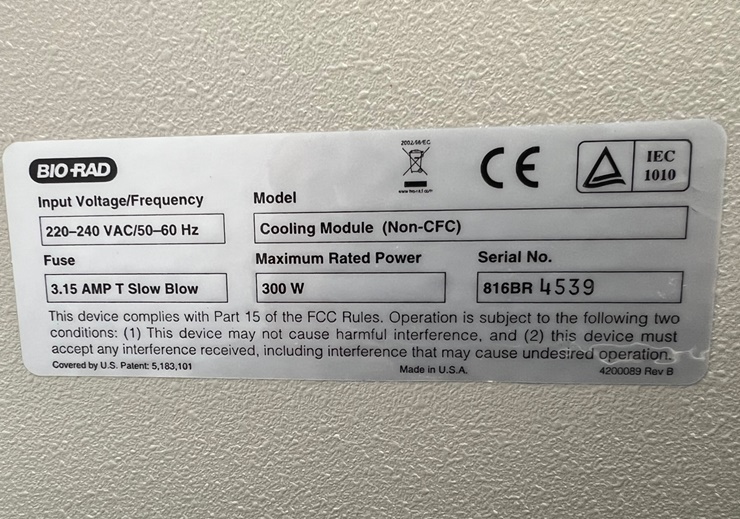 BIO-RAD
2002/96/EC
IEC
1010
Input Voltage/Frequency
Model
220–240 VAC/50–60 Hz
Cooling Module (Non-CFC)
Fuse
Maximum Rated Power
Serial No.
3.15 AMP T Slow Blow
300 W
816BR 4539
This device complies with Part 15 of the FCC Rules. Operation is subject to the following two
conditions: (1) This device may not cause harmful interference, and (2) this device must
accept any interference received, including interference that may cause undesired operation.
Covered by U.S. Patent: 5,183,101
Made in U.S.A.
4200089 Rev B